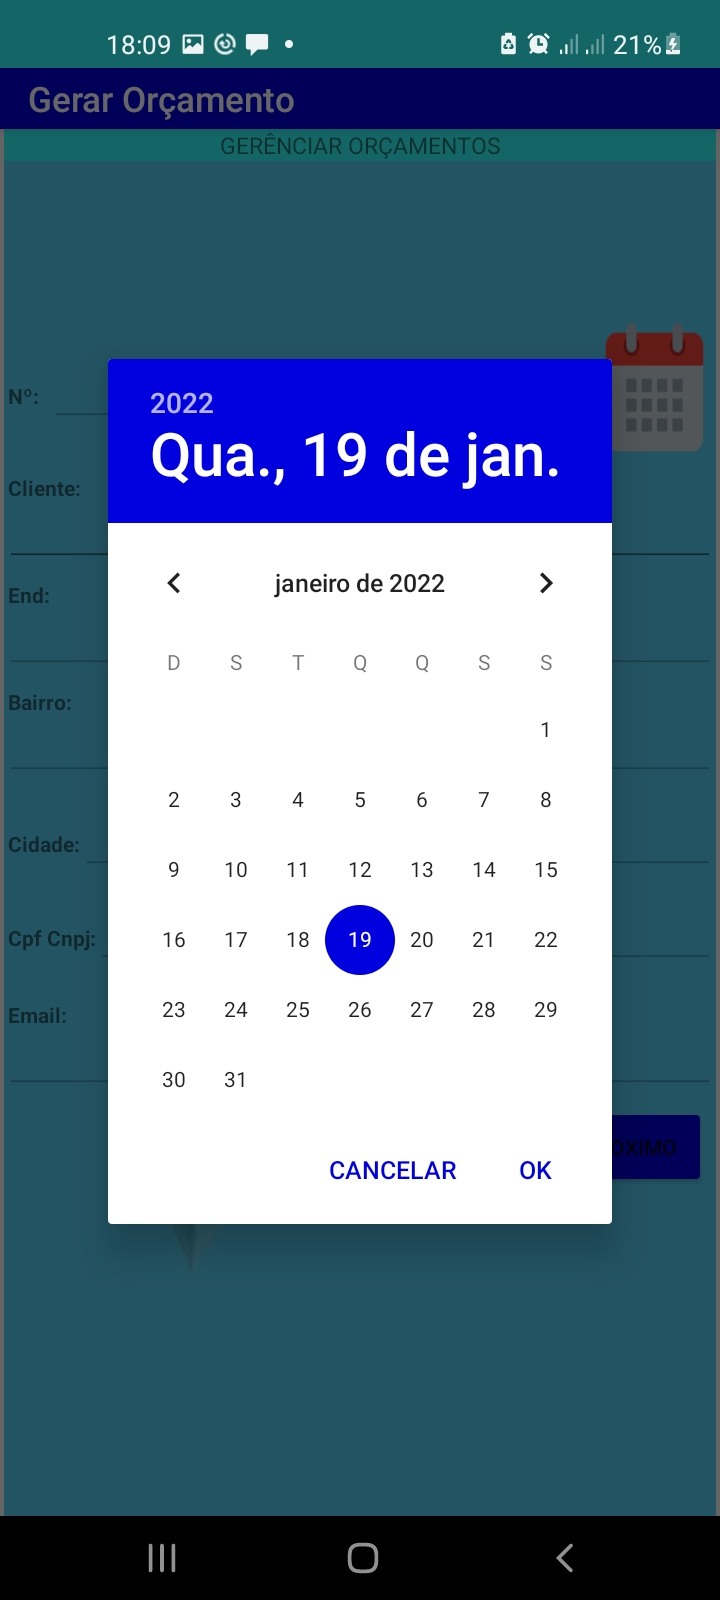 18:09 21%
Gerar Orçamento
GERÊNCIAR ORÇAMENTOS
Nº:
Cliente:
End:
Bairro:
Cidade:
Cpf Cnpj:
Email:
2022
Qua., 19 de jan.
janeiro de 2022
D S T Q Q S S
1
2 3 4 5 6 7 8
9 10 11 12 13 14 15
16 17 18 19 20 21 22
23 24 25 26 27 28 29
30 31
CANCELAR OK